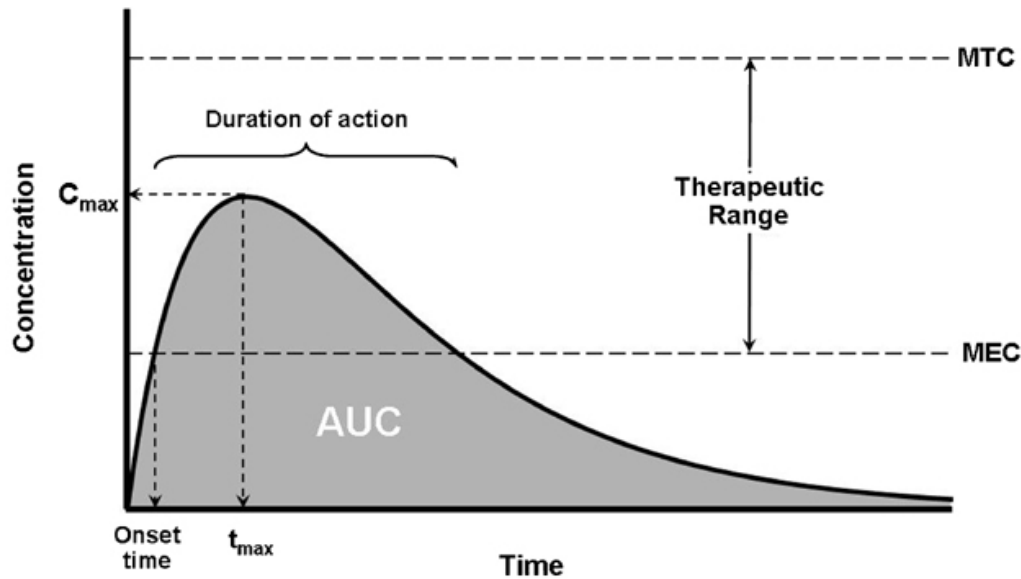 MTC
Duration of action
Concentration
Cmax
Therapeutic
Range
MEC
AUC
Onset
time
tmax
Time